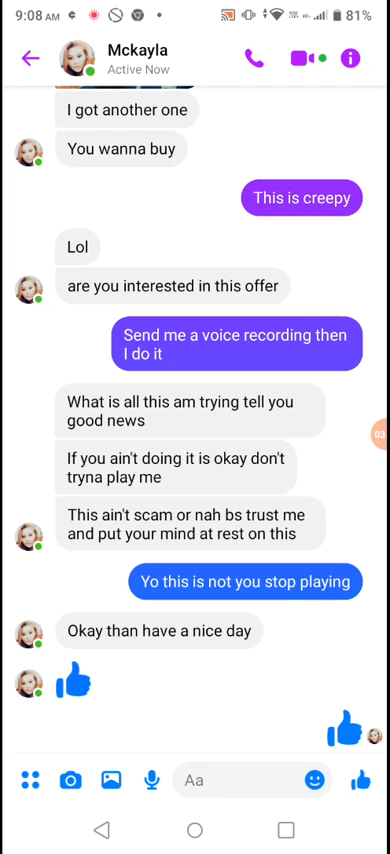 9:08 AM
81%
Mckayla
Active Now
I got another one
You wanna buy
This is creepy
Lol
are you interested in this offer
Send me a voice recording then
I do it
What is all this am trying tell you
good news
If you ain't doing it is okay don't
tryna play me
This ain't scam or nah bs trust me
and put your mind at rest on this
03
Yo this is not you stop playing
Okay than have a nice day
Aa